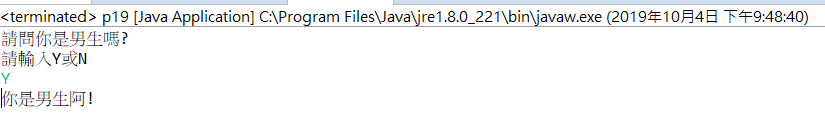 <terminated> p19 [Java Application] C:\Program Files\Java\jre1.8.0_221\bin\javaw.exe (2019年10月4日 下午9:48:40)
請問你是男生嗎?
請輸入Y或N
Y
你是男生阿!